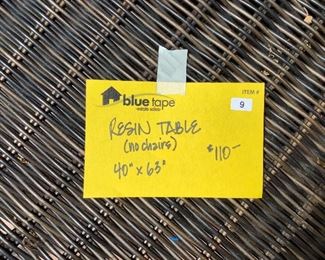 blue tape
estate sales
ITEM #
9
RESIN TABLE
(no chairs)
$110-
40" x 63"